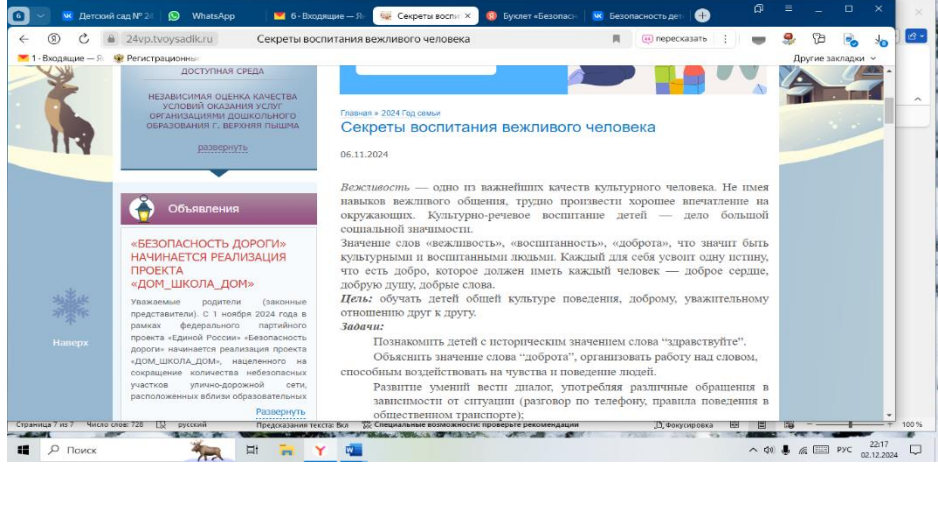 6
Детский сад № 2
WhatsApp
6 - Входящие — Я
Секреты воспи
Буклет «Безопасн
Безопасность дет
24vp.tvoysadik.ru
Секреты воспитания вежливого человека
пересказать
1 - Входящие — Я
Регистрационны
Другие закладки
ДОСТУПНАЯ СРЕДА
НЕЗАВИСИМАЯ ОЦЕНКА КАЧЕСТВА
УСЛОВИЙ ОКАЗАНИЯ УСЛУГ
ОРГАНИЗАЦИЯМИ ДОШКОЛЬНОГО
ОБРАЗОВАНИЯ Г. ВЕРХНЯЯ ПЫШМА
развернуть
Объявления
«БЕЗОПАСНОСТЬ ДОРОГИ»
НАЧИНАЕТСЯ РЕАЛИЗАЦИЯ
ПРОЕКТА
«ДОМ_ШКОЛА_ДОМ»
Уважаемые родители (законные
представители). С 1 ноября 2024 года в
рамках федерального партийного
проекта «Единой России» «Безопасность
дороги» начинается реализация проекта
«ДОМ_ШКОЛА_ДОМ», нацеленного на
сокращение количества небезопасных
участков улично-дорожной сети,
расположенных вблизи образовательных
Развернуть
Наверх
Главная » 2024 Год семьи
Секреты воспитания вежливого человека
06.11.2024
Вежливость — одно из важнейших качеств культурного человека. Не имея
навыков вежливого общения, трудно произвести хорошее впечатление на
окружающих. Культурно-речевое воспитание детей — дело большой
социальной значимости.
Значение слов «вежливость», «воспитанность», «доброта», что значит быть
культурными и воспитанными людьми. Каждый для себя усвоит одну истину,
что есть добро, которое должен иметь каждый человек — доброе сердце,
добрую душу, добрые слова.
Цель: обучать детей общей культуре поведения, доброму, уважительному
отношению друг к другу.
Задачи:
Познакомить детей с историческим значением слова “здравствуйте”.
Объяснить значение слова “доброта”, организовать работу над словом,
способным воздействовать на чувства и поведение людей.
Развитие умений вести диалог, употребляя различные обращения в
зависимости от ситуации (разговор по телефону, правила поведения в
общественном транспорте);
Страница 7 из 7 Число слов: 728 русский Предсказания текста: Вкл Специальные возможности: проверьте рекомендации Фокусировка 100 %
Поиск
РУС
22:17
02.12.2024